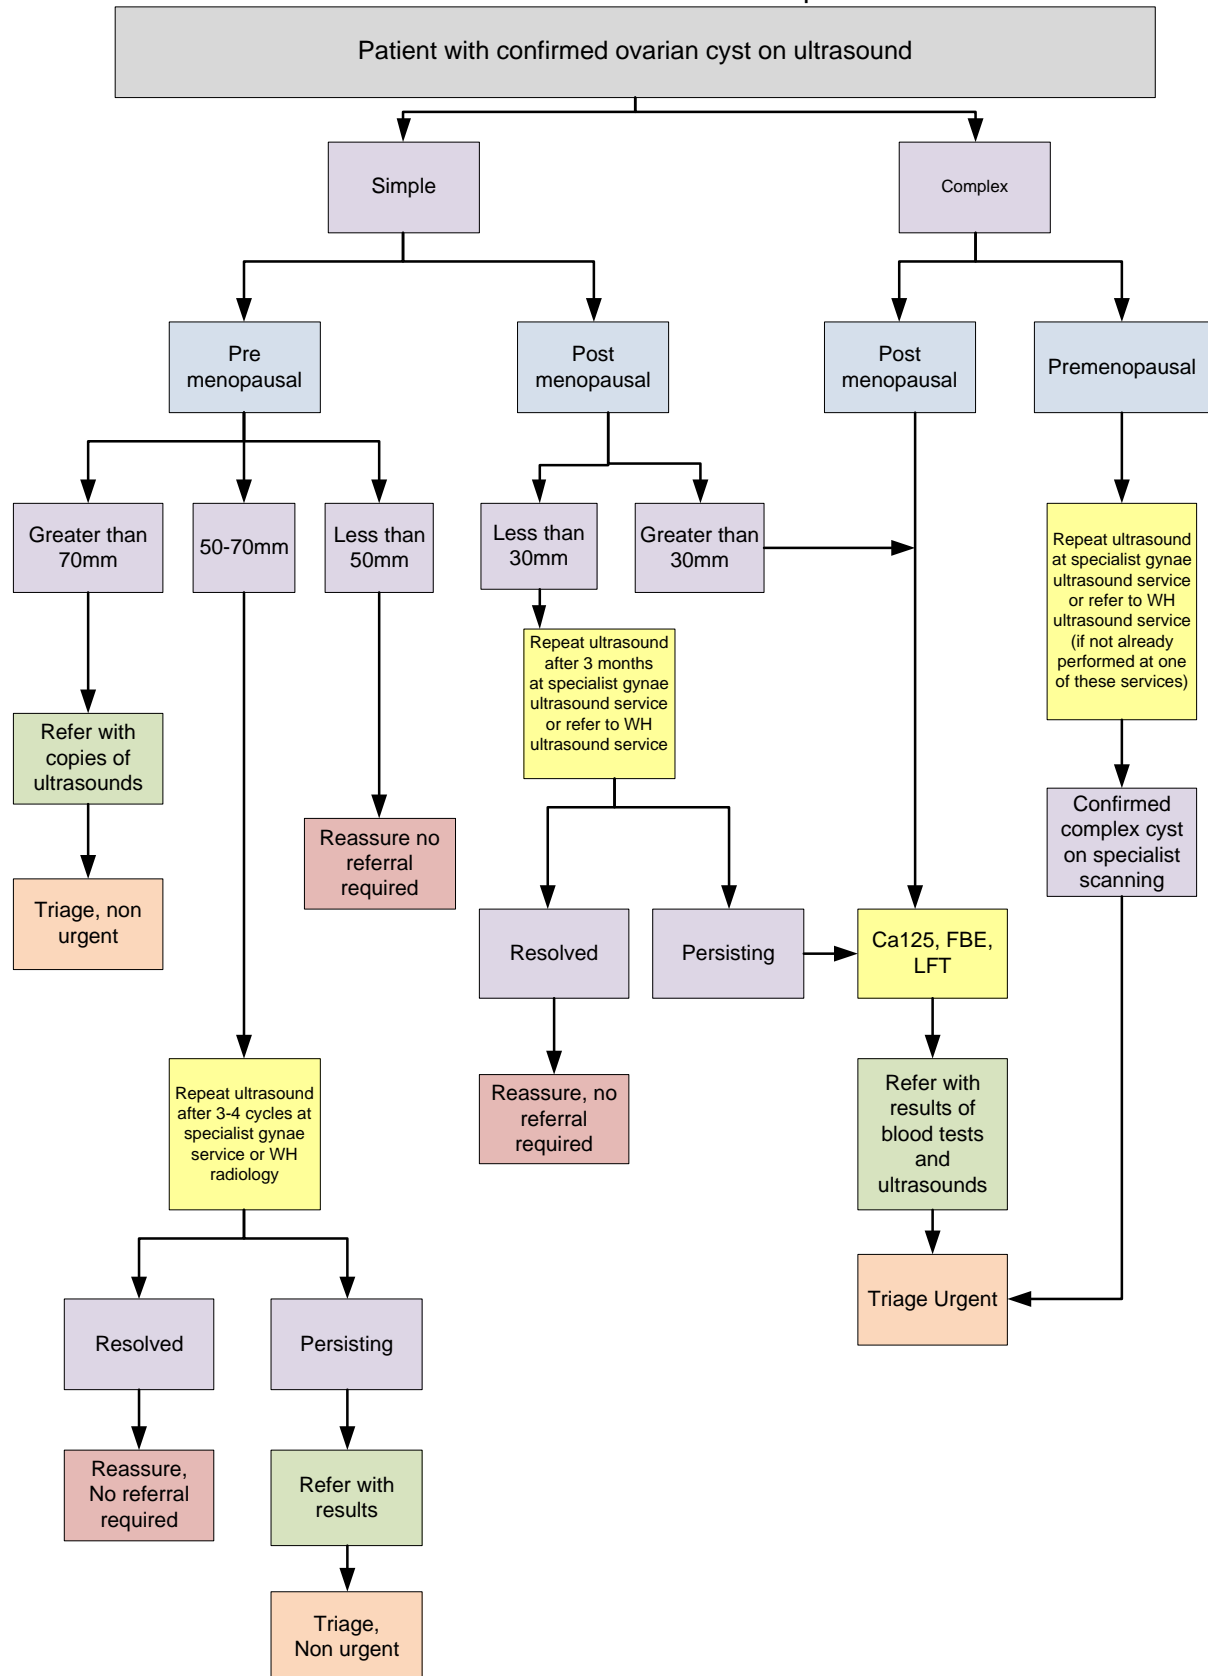 Patient with confirmed ovarian cyst on ultrasound
Simple
Complex
Pre
menopausal
Post
menopausal
Post
menopausal
Premenopausal
Greater than
70mm
50-70mm
Less than
50mm
Less than
30mm
Greater than
30mm
Repeat ultrasound
at specialist gynae
ultrasound service
or refer to WH
ultrasound service
(if not already
performed at one
of these services)
Repeat ultrasound
after 3 months
at specialist gynae
ultrasound service
or refer to WH
ultrasound service
Refer with
copies of
ultrasounds
Reassure no
referral
required
Confirmed
complex cyst
on specialist
scanning
Triage, non
urgent
Resolved
Persisting
Ca125, FBE,
LFT
Repeat ultrasound
after 3-4 cycles at
specialist gynae
service or WH
radiology
Reassure, no
referral
required
Refer with
results of
blood tests
and
ultrasounds
Triage Urgent
Resolved
Persisting
Reassure,
No referral
required
Refer with
results
Triage,
Non urgent